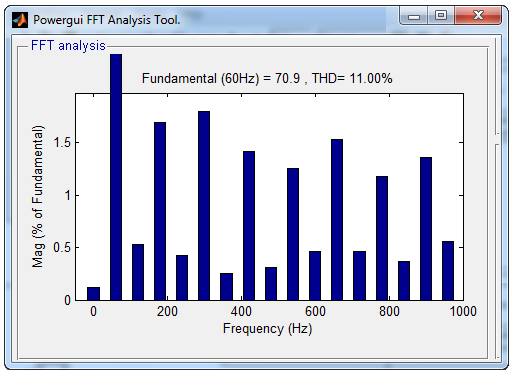 Powergui FFT Analysis Tool.
FFT analysis
Fundamental (60Hz) = 70.9 , THD= 11.00%
Mag (% of Fundamental)
1.5
1
0.5
0
0 200 400 600 800 1000
Frequency (Hz)